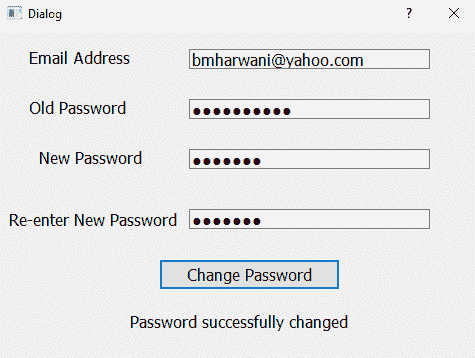 Dialog ? ×
Email Address bmharwani@yahoo.com
Old Password ●●●●●●●●●●
New Password ●●●●●●●
Re-enter New Password ●●●●●●●
Change Password
Password successfully changed